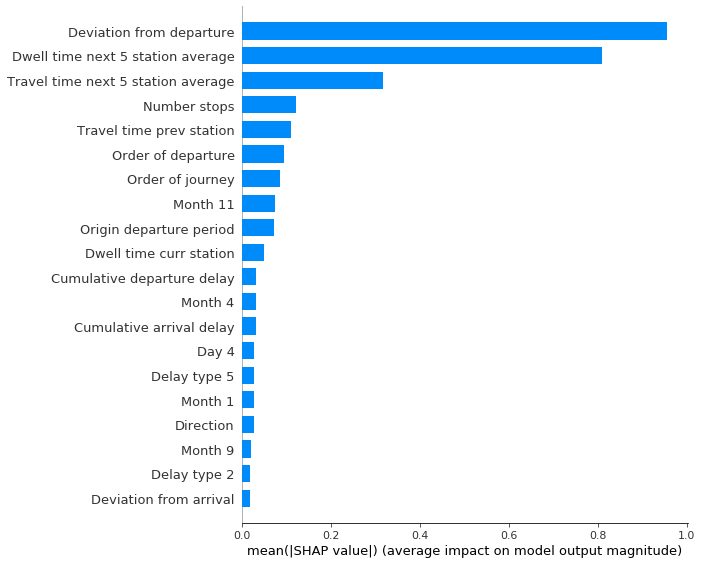 Deviation from departure
Dwell time next 5 station average
Travel time next 5 station average
Number stops
Travel time prev station
Order of departure
Order of journey
Month 11
Origin departure period
Dwell time curr station
Cumulative departure delay
Month 4
Cumulative arrival delay
Day 4
Delay type 5
Month 1
Direction
Month 9
Delay type 2
Deviation from arrival
0.0 0.2 0.4 0.6 0.8 1.0
mean(|SHAP value|) (average impact on model output magnitude)